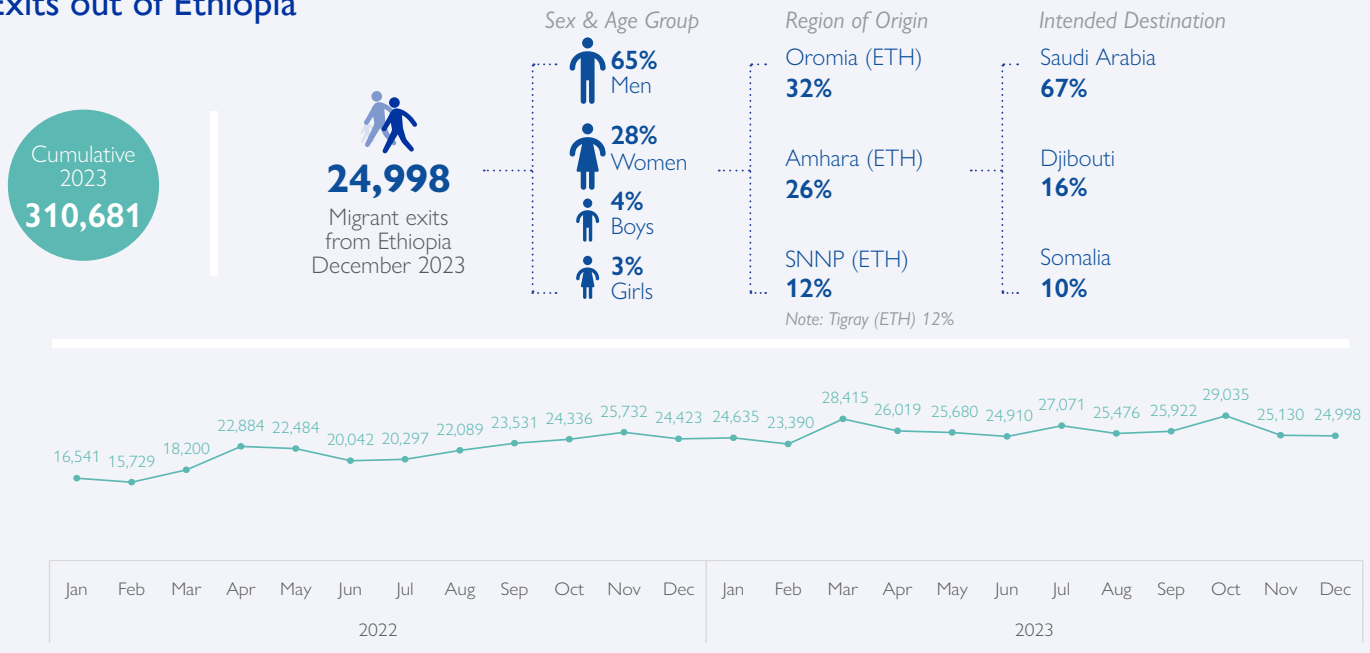 Exits out of Ethiopia
Cumulative
2023
310,681
24,998
Migrant exits
from Ethiopia
December 2023
Sex & Age Group
65%
Men
28%
Women
4%
Boys
3%
Girls
Region of Origin
Oromia (ETH)
32%
Amhara (ETH)
26%
SNNP (ETH)
12%
Note: Tigray (ETH) 12%
Intended Destination
Saudi Arabia
67%
Djibouti
16%
Somalia
10%
16,541 15,729 18,200 22,884 22,484 20,042 20,297 22,089 23,531 24,336 25,732 24,423 24,635 23,390 28,415 26,019 25,680 24,910 27,071 25,476 25,922 29,035 25,130 24,998
Jan Feb Mar Apr May Jun Jul Aug Sep Oct Nov Dec Jan Feb Mar Apr May Jun Jul Aug Sep Oct Nov Dec
2022 2023